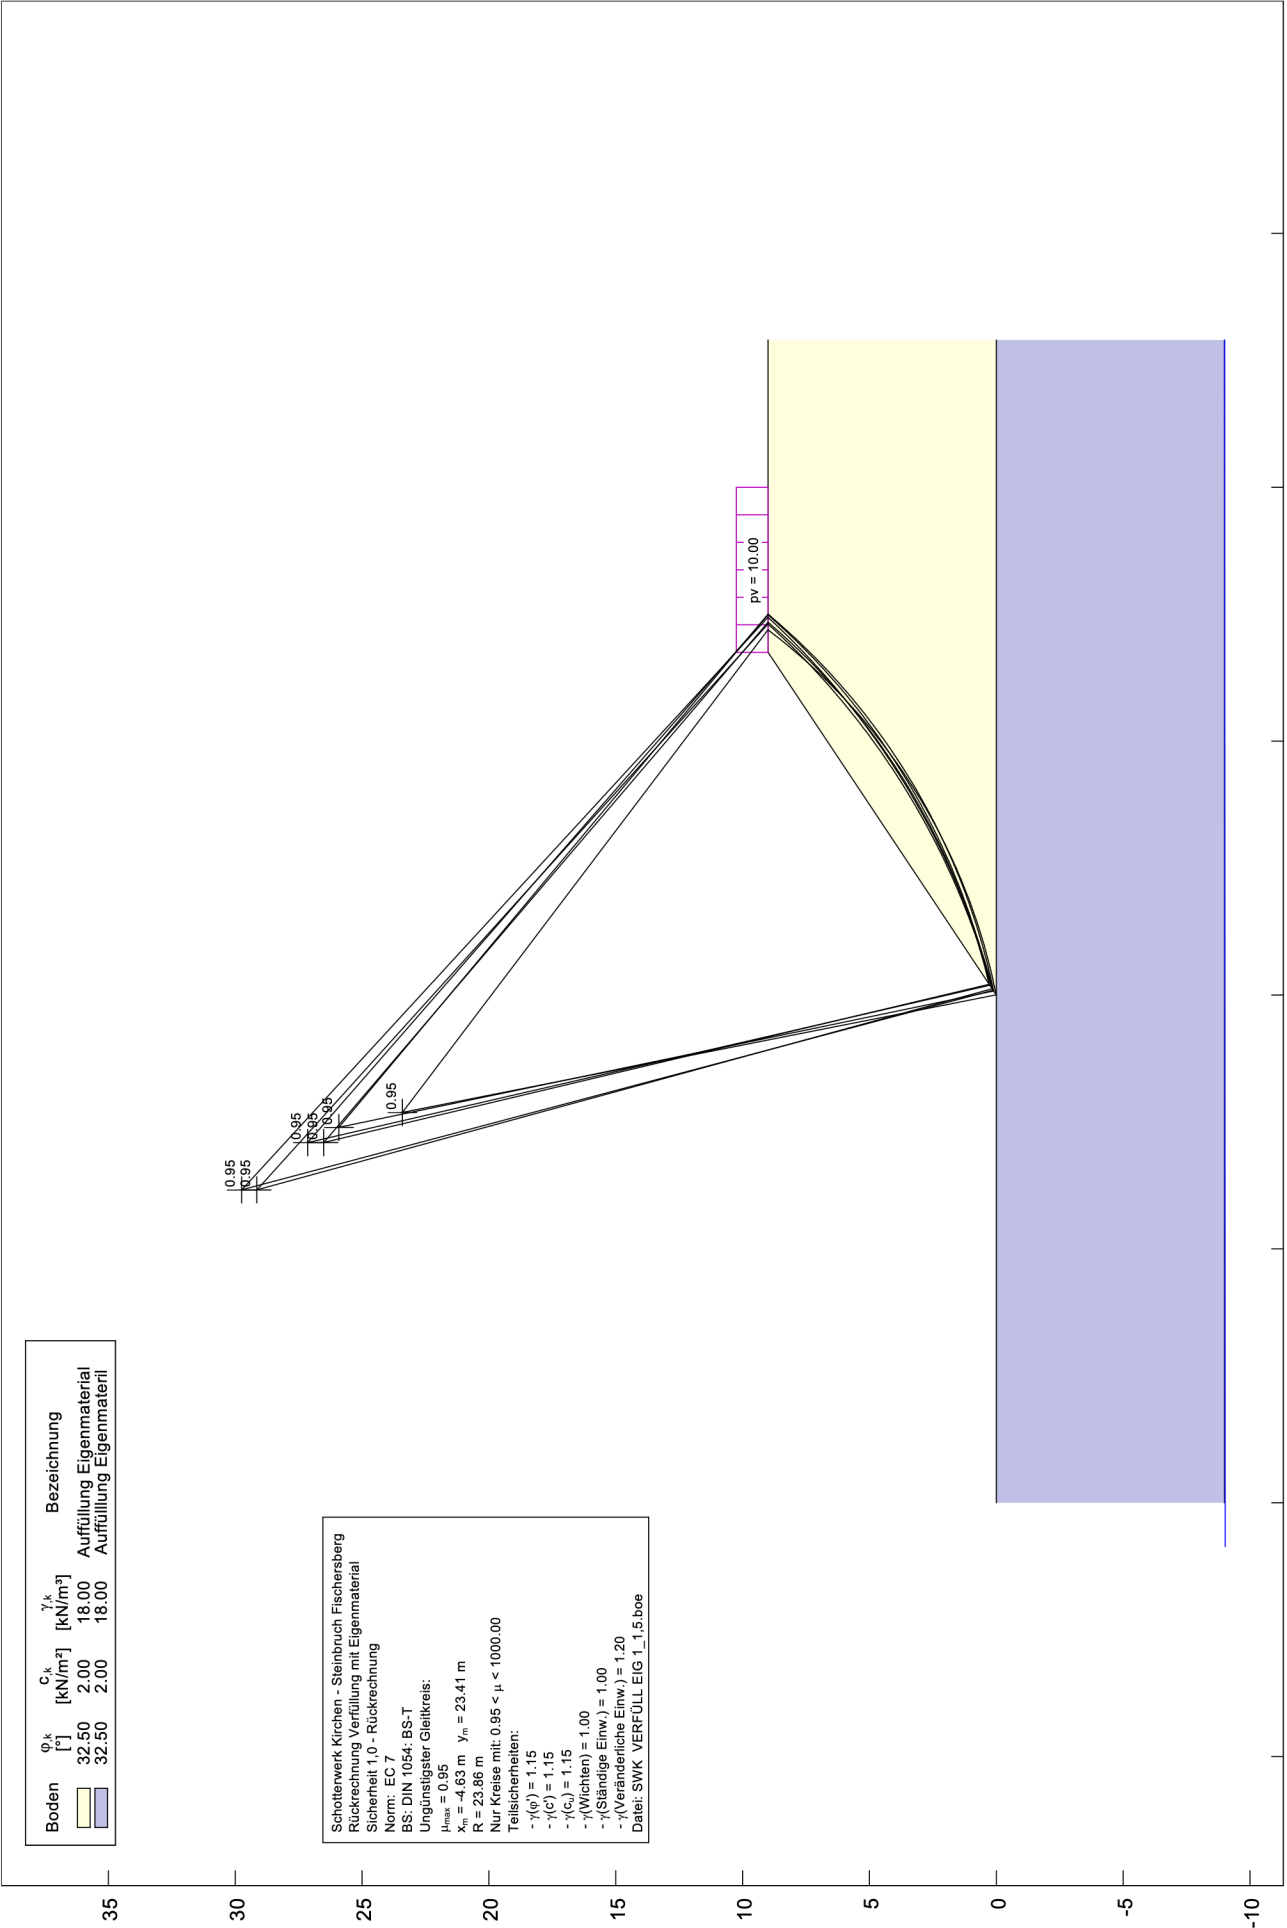 Boden φ,k c,k γ,k Bezeichnung
[°] [kN/m²] [kN/m³]
32.50 2.00 18.00 Auffüllung Eigenmaterial
32.50 2.00 18.00 Auffülllung Eigenmateril
Schotterwerk Kirchen - Steinbruch Fischersberg
Rückrechnung Verfüllung mit Eigenmaterial
Sicherheit 1,0 - Rückrechnung
Norm: EC 7
BS: DIN 1054: BS-T
Ungünstigster Gleitkreis:
μmax = 0.95
xm = -4.63 m ym = 23.41 m
R = 23.86 m
Nur Kreise mit: 0.95 < μ < 1000.00
Teilsicherheiten:
- γ(φ') = 1.15
- γ(c') = 1.15
- γ(cu) = 1.15
- γ(Wichten) = 1.00
- γ(Ständige Einw.) = 1.00
- γ(Veränderliche Einw.) = 1.20
Datei: SWK VERFÜLL EIG 1_1,5.boe
0.95
0.95
0.95
0.95
0.95
0.95
pv = 10.00
35
30
25
20
15
10
5
0
-5
-10